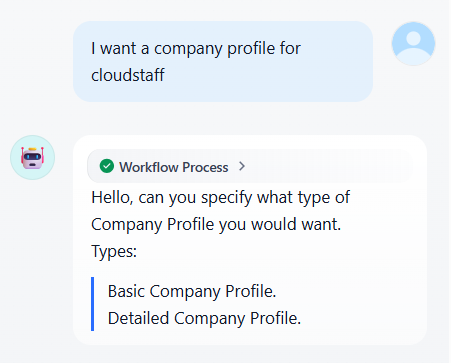 I want a company profile for
cloudstaff
Workflow Process
Hello, can you specify what type of
Company Profile you would want.
Types:
Basic Company Profile.
Detailed Company Profile.